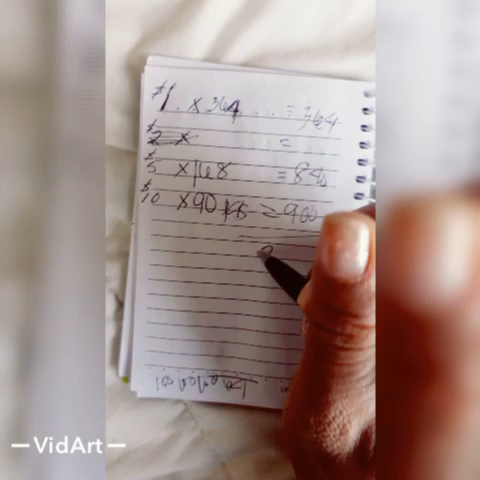 $1. x 364 .... = 364
$2 x =
$5 x 168 = 840
$10 x 90 = 900
— VidArt —